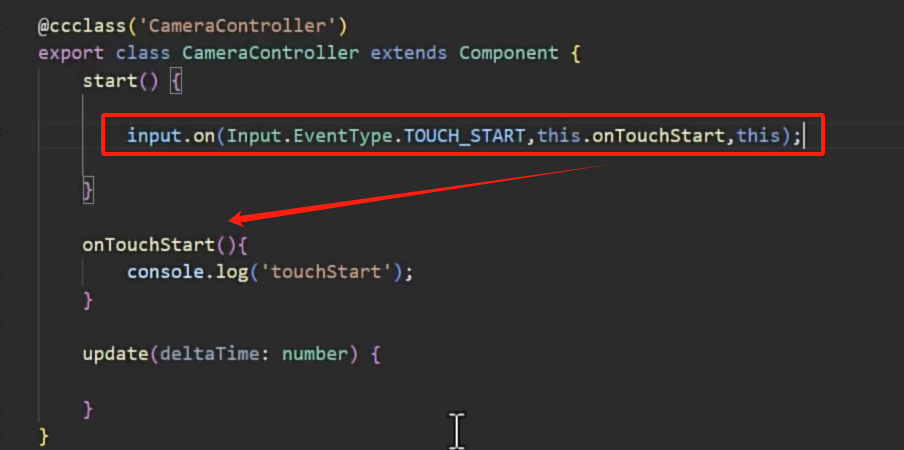 @ccclass('CameraController')
export class CameraController extends Component {
start() {
input.on(Input.EventType.TOUCH_START,this.onTouchStart,this);
}
onTouchStart(){
console.log('touchStart');
}
update(deltaTime: number) {
}
}